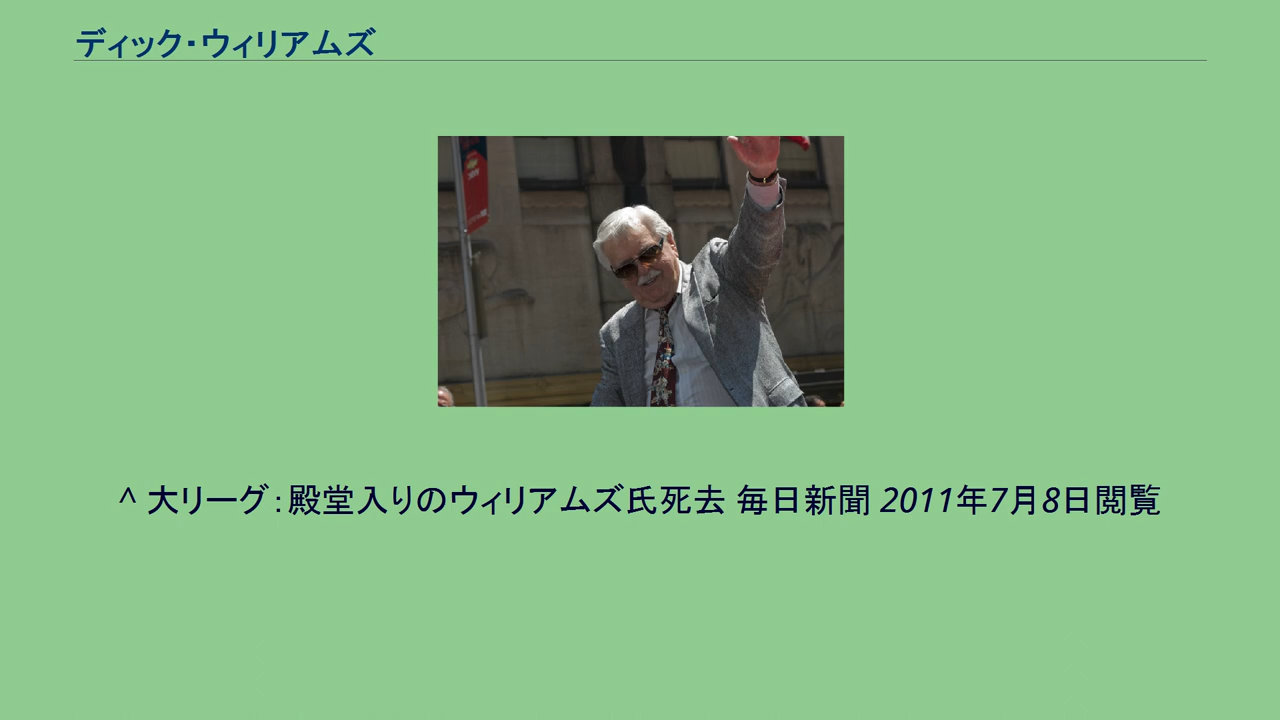 ディック・ウィリアムズ
^ 大リーグ：殿堂入りのウィリアムズ氏死去 毎日新聞 2011年7月8日閲覧